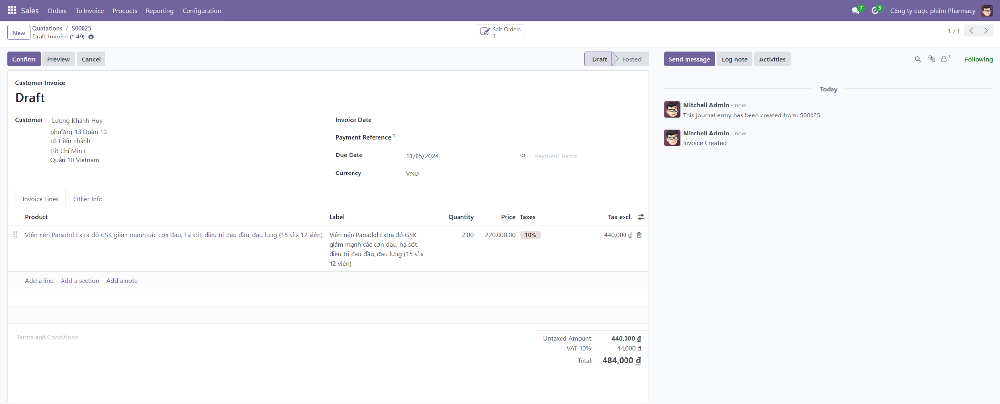 Sales Orders To Invoice Products Reporting Configuration 7 5 Công ty dược phẩm Pharmacy
New Quotations / S00025
Draft Invoice (* 49)
Sale Orders
1
1 / 1
Confirm Preview Cancel Draft Posted
Send message Log note Activities 1 Following
Customer Invoice
Draft
Customer Lương Khánh Huy
phường 13 Quận 10
Tô Hiến Thành
Hồ Chí Minh
Quận 10 Vietnam
Invoice Date
Payment Reference ?
Due Date 11/05/2024 or Payment Terms
Currency VND
Invoice Lines Other Info
Product Label Quantity Price Taxes Tax excl.
Viên nén Panadol Extra đỏ GSK giảm mạnh các cơn đau, hạ sốt, điều trị đau đầu, đau lưng (15 vỉ x 12 viên) Viên nén Panadol Extra đỏ GSK 2.00 220,000.00 10% 440,000 ₫
giảm mạnh các cơn đau, hạ sốt,
điều trị đau đầu, đau lưng (15 vỉ x
12 viên)
Add a line Add a section Add a note
Terms and Conditions
Untaxed Amount: 440,000 ₫
VAT 10%: 44,000 ₫
Total: 484,000 ₫
Today
Mitchell Admin - now
This journal entry has been created from: S00025
Mitchell Admin - now
Invoice Created